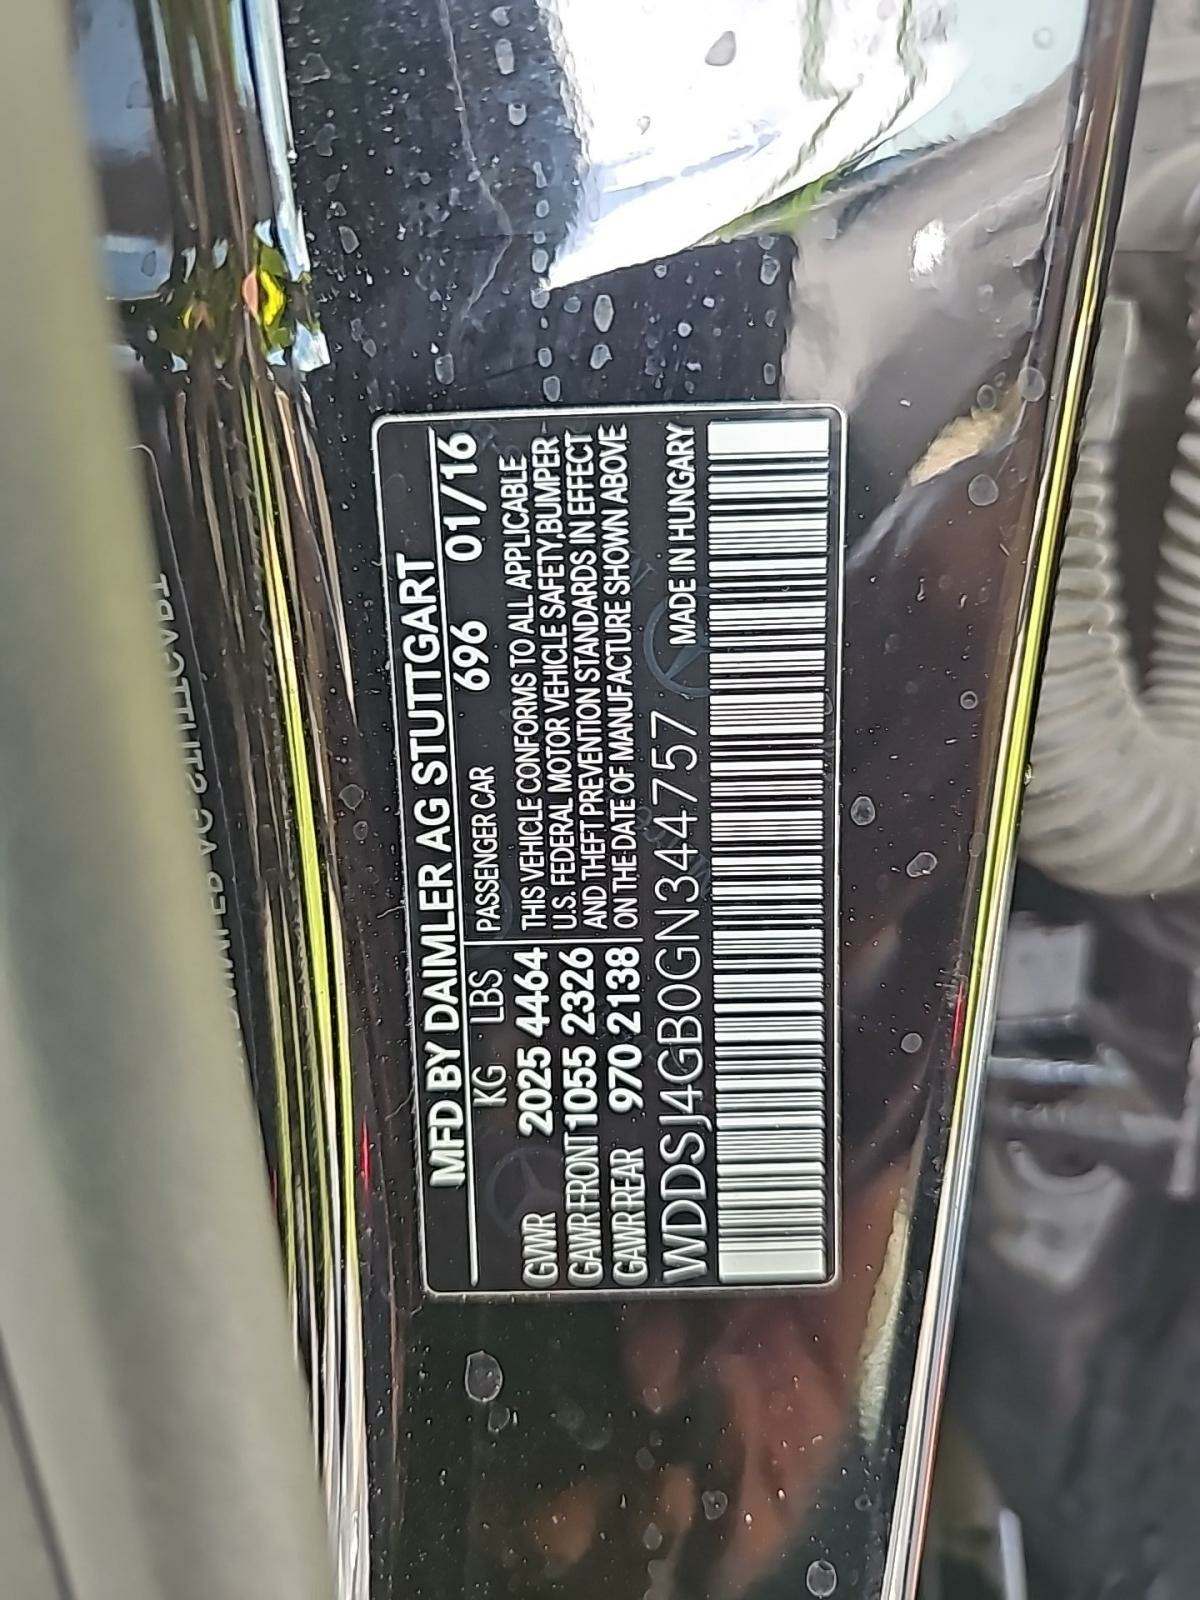 MFD BY DAIMLER AG STUTTGART
KG LBS PASSENGER CAR 696 01/16
GVWR 2025 4464 THIS VEHICLE CONFORMS TO ALL APPLICABLE
GAWR FRONT 1055 2326 U.S. FEDERAL MOTOR VEHICLE SAFETY,BUMPER
AND THEFT PREVENTION STANDARDS IN EFFECT
GAWR REAR 970 2138 ON THE DATE OF MANUFACTURE SHOWN ABOVE
WDDSJ4GB0GN344757 MADE IN HUNGARY